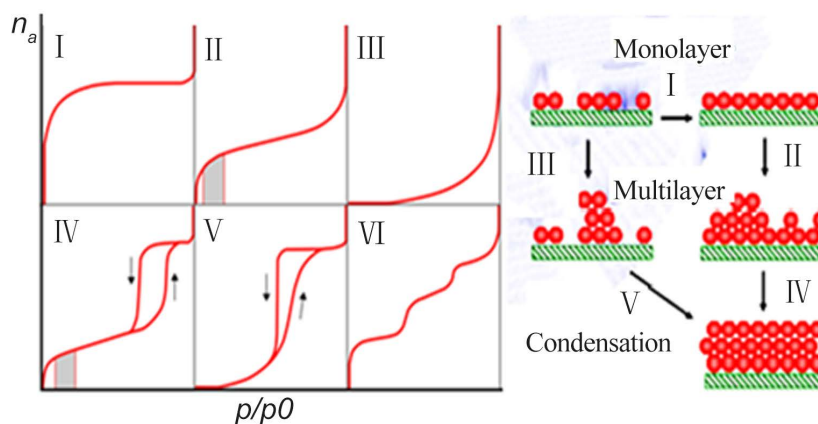 nₐ
I
II
III
IV
V
VI
p/p0
Monolayer
I
III
II
Multilayer
V
IV
Condensation